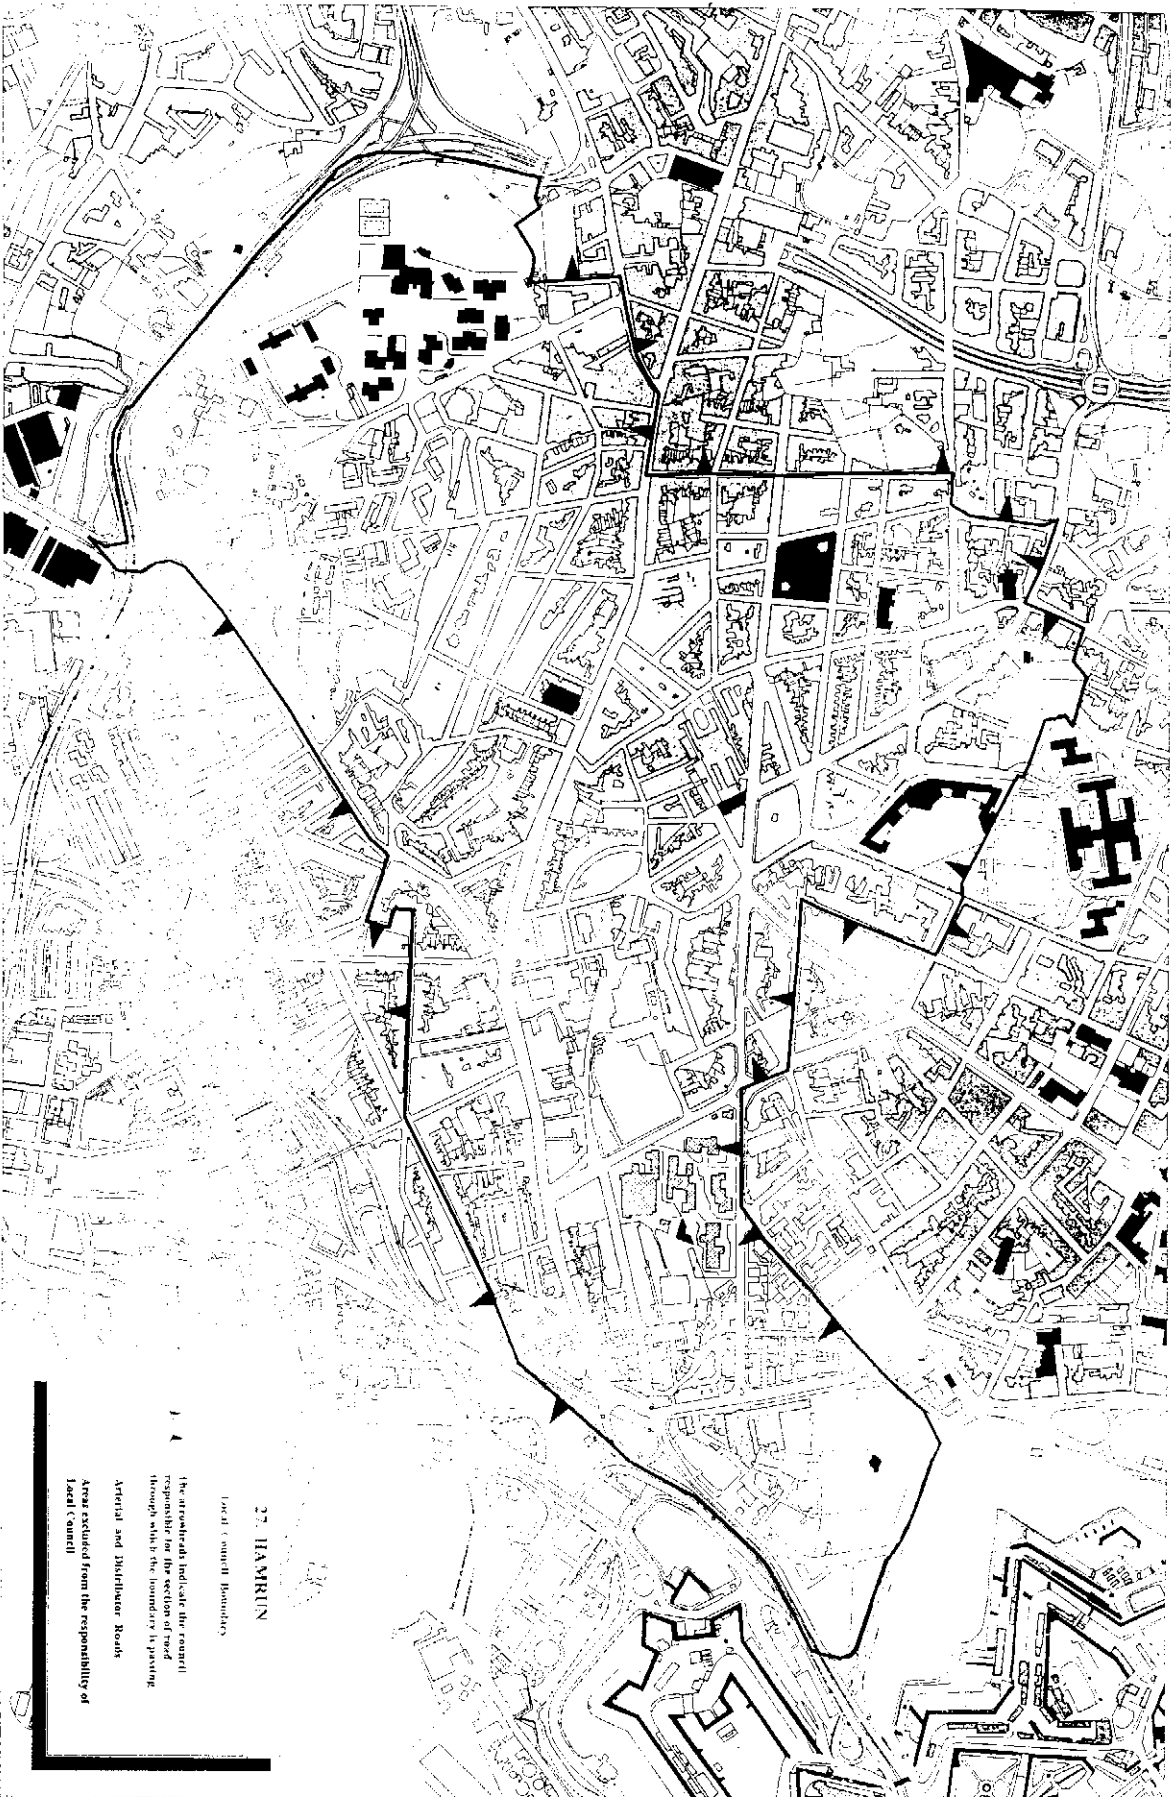 27. HAMRUN
Local Council Boundary
The arrowheads indicate the council
responsible for the section of road
through which the boundary is passing
Arterial and Distributor Roads
Areas excluded from the responsibility of
Local Council